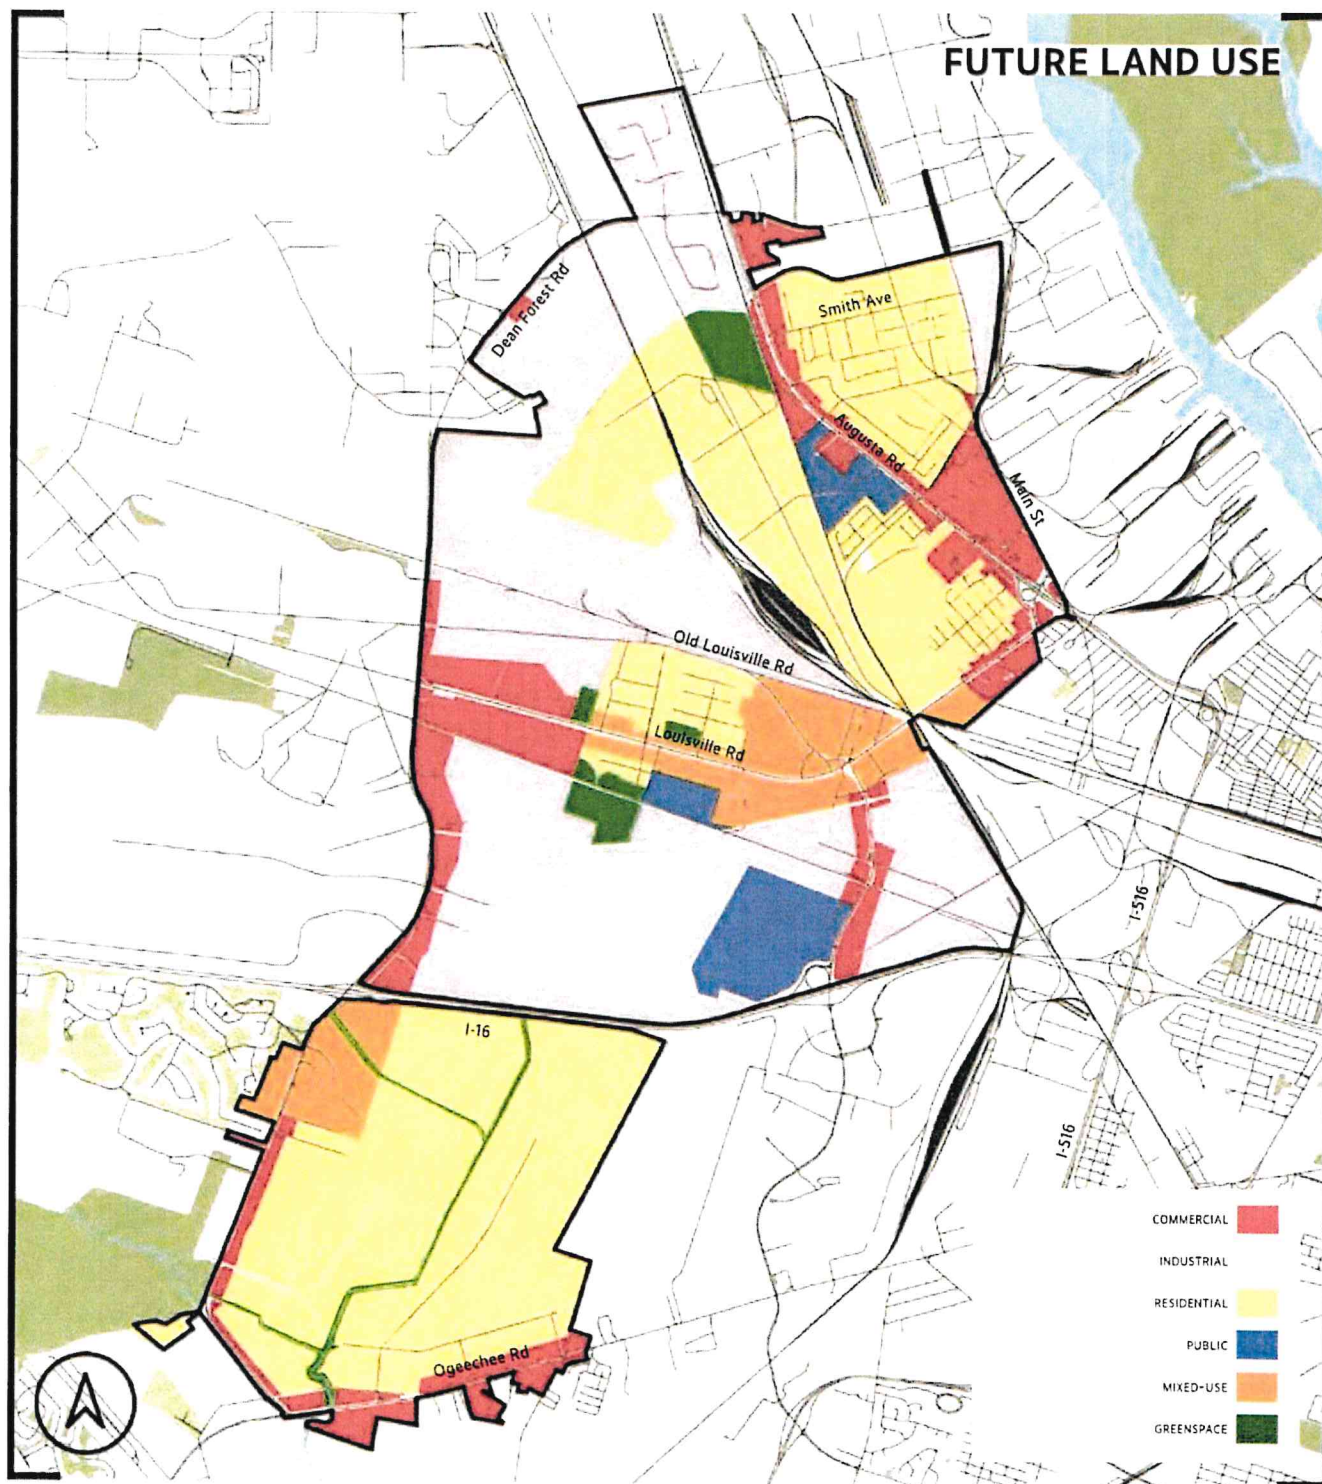 FUTURE LAND USE
Dean Forest Rd
Smith Ave
Augusta Rd
Main St
Old Louisville Rd
Louisville Rd
I-516
I-16
I-516
Ogeechee Rd
COMMERCIAL
INDUSTRIAL
RESIDENTIAL
PUBLIC
MIXED-USE
GREENSPACE